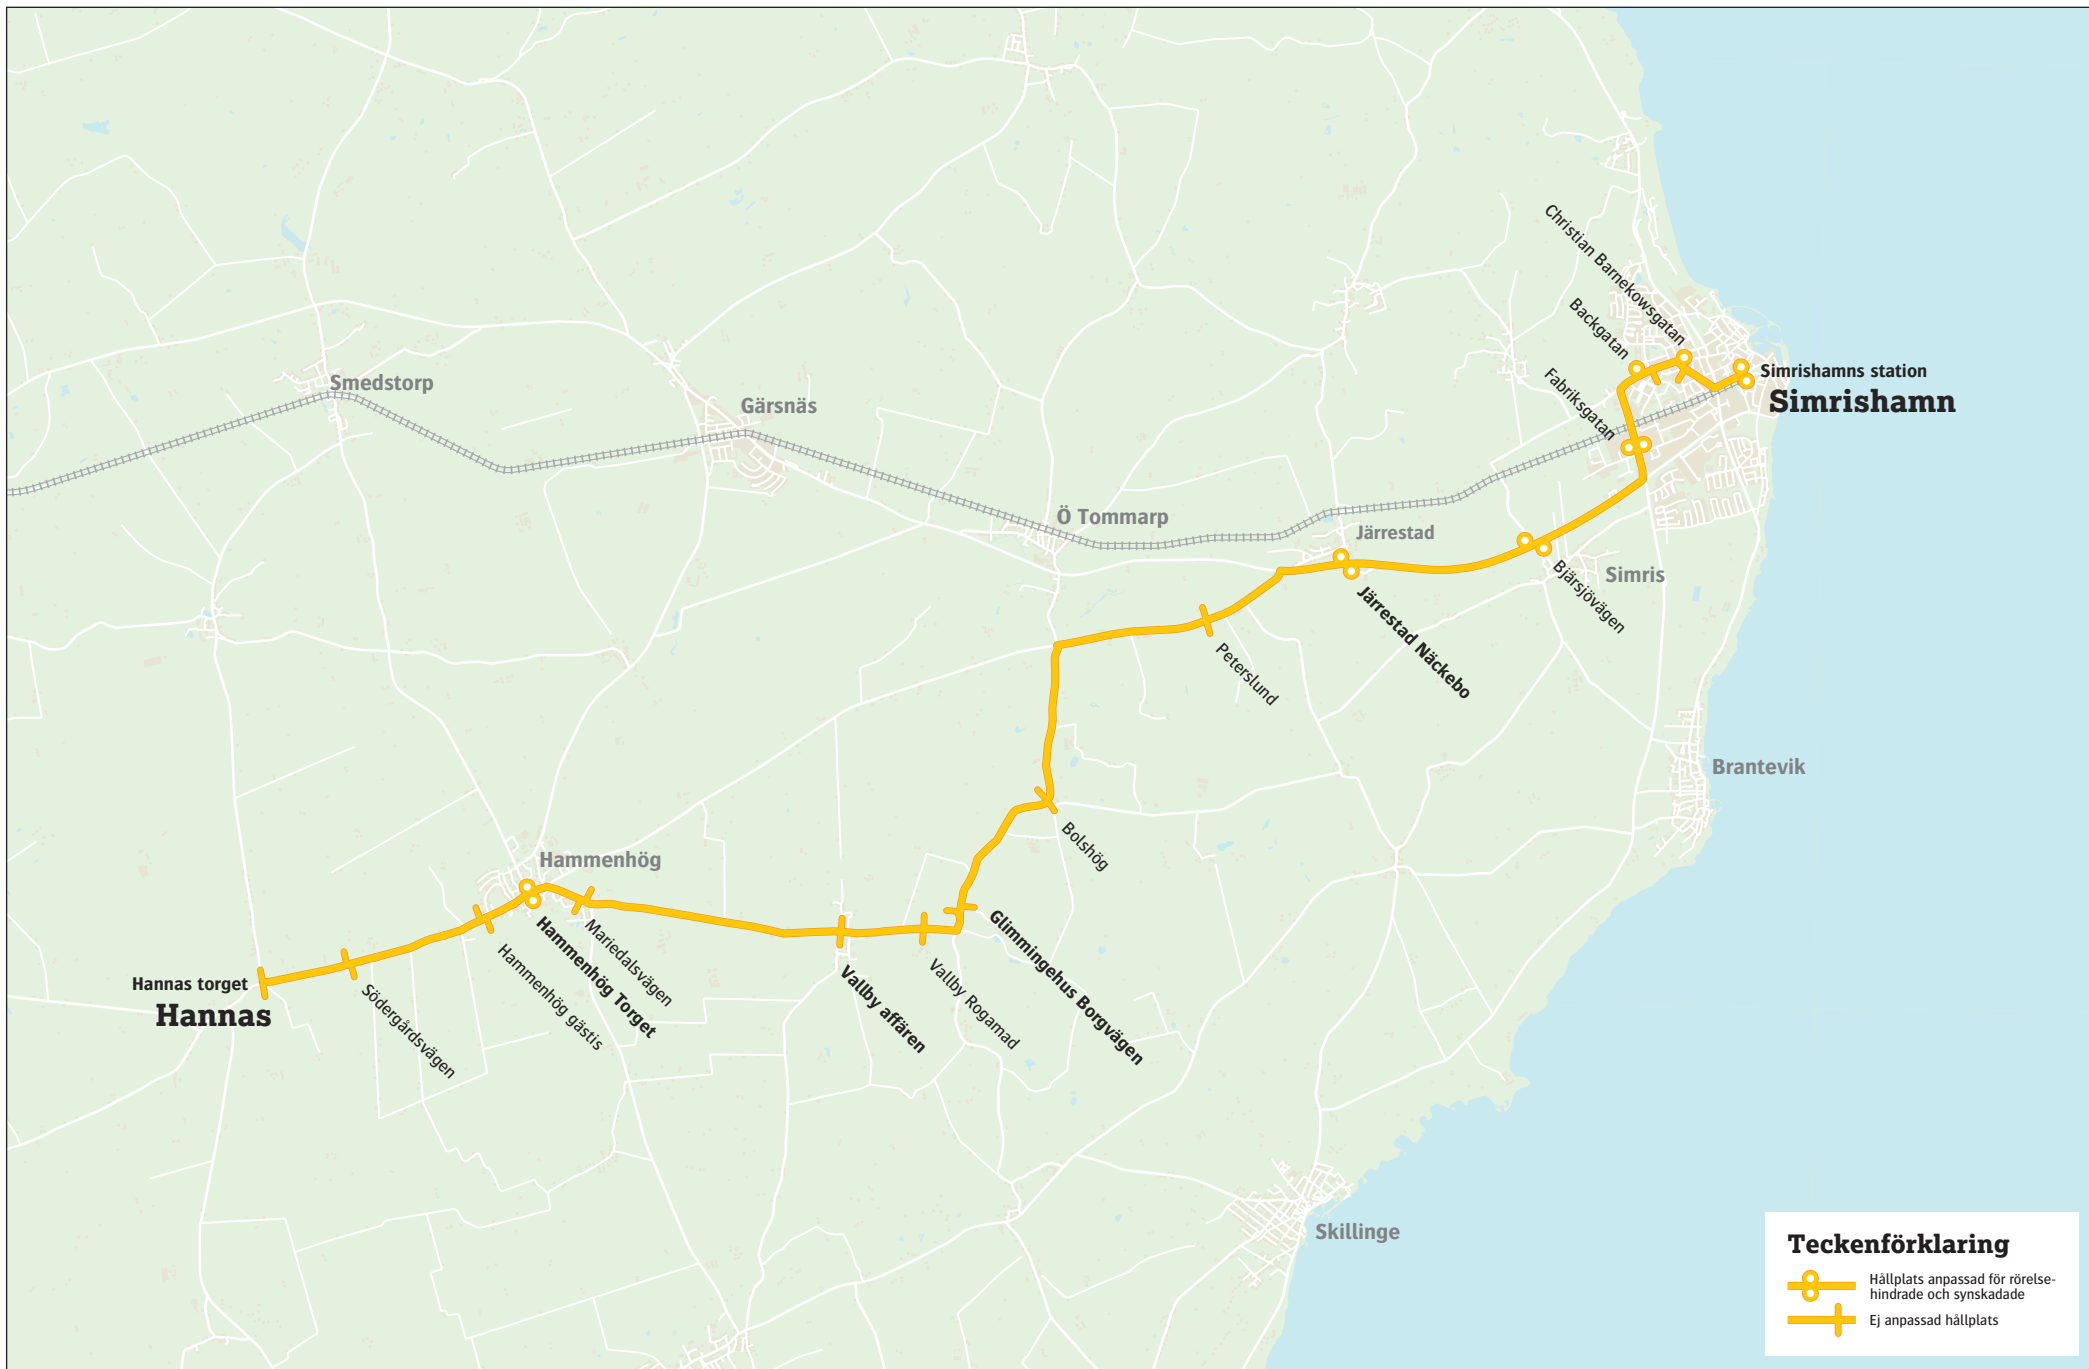 Christian Barnekowsgatan
Backgatan
Fabriksgatan
Simrishamns station
Simrishamn
Smedstorp
Gärsnäs
Ö Tommarp
Järrestad
Simris
Bjärsjövägen
Järrestad Näckebo
Peterslund
Brantevik
Bolshög
Hammenhög
Glimmingehus Borgvägen
Mariedalsvägen
Hammenhög Torget
Hammenhög gästis
Vallby affären
Vallby Rogamad
Hannas torget
Hannas
Södergårdsvägen
Skillinge
Teckenförklaring
Hållplats anpassad för rörelse-
hindrade och synskadade
Ej anpassad hållplats